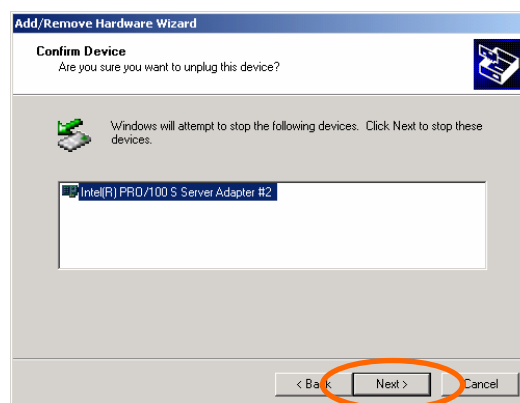 Add/Remove Hardware Wizard
Confirm Device
Are you sure you want to unplug this device?
Windows will attempt to stop the following devices. Click Next to stop these
devices.
Intel(R) PRO/100 S Server Adapter #2
< Back Next > Cancel